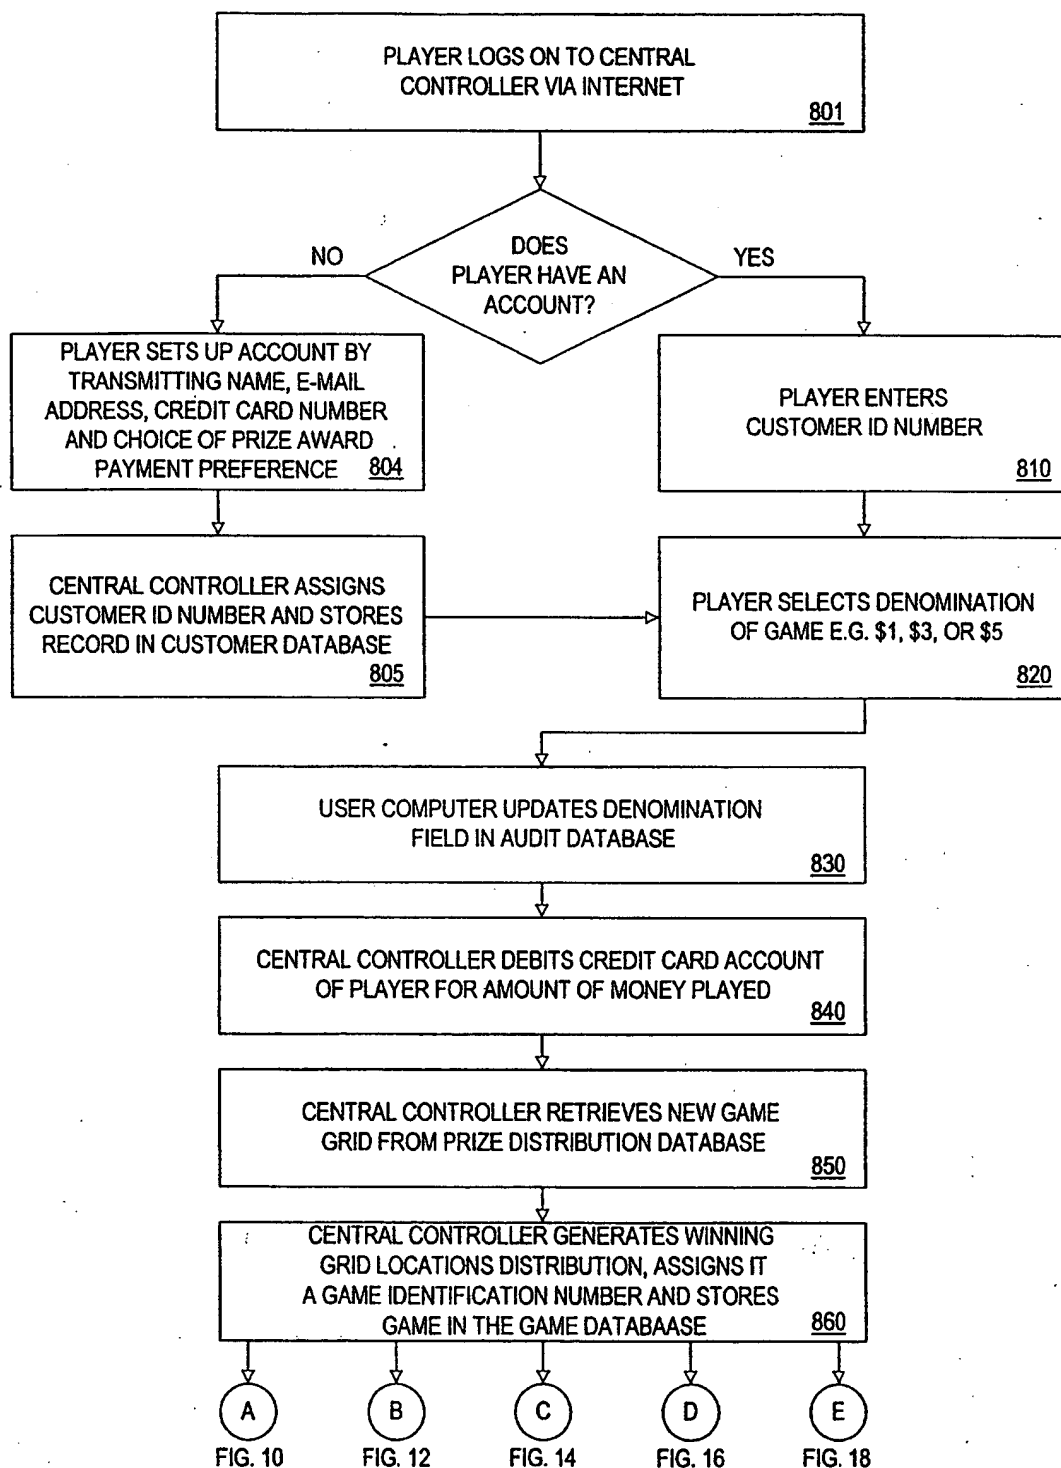 PLAYER LOGS ON TO CENTRAL
CONTROLLER VIA INTERNET
801
DOES
PLAYER HAVE AN
ACCOUNT?
NO
YES
PLAYER SETS UP ACCOUNT BY
TRANSMITTING NAME, E-MAIL
ADDRESS, CREDIT CARD NUMBER
AND CHOICE OF PRIZE AWARD
PAYMENT PREFERENCE 804
PLAYER ENTERS
CUSTOMER ID NUMBER
810
CENTRAL CONTROLLER ASSIGNS
CUSTOMER ID NUMBER AND STORES
RECORD IN CUSTOMER DATABASE
805
PLAYER SELECTS DENOMINATION
OF GAME E.G. $1, $3, OR $5
820
USER COMPUTER UPDATES DENOMINATION
FIELD IN AUDIT DATABASE
830
CENTRAL CONTROLLER DEBITS CREDIT CARD ACCOUNT
OF PLAYER FOR AMOUNT OF MONEY PLAYED
840
CENTRAL CONTROLLER RETRIEVES NEW GAME
GRID FROM PRIZE DISTRIBUTION DATABASE
850
CENTRAL CONTROLLER GENERATES WINNING
GRID LOCATIONS DISTRIBUTION, ASSIGNS IT
A GAME IDENTIFICATION NUMBER AND STORES
GAME IN THE GAME DATABAASE 860
A
B
C
D
E
FIG. 10
FIG. 12
FIG. 14
FIG. 16
FIG. 18